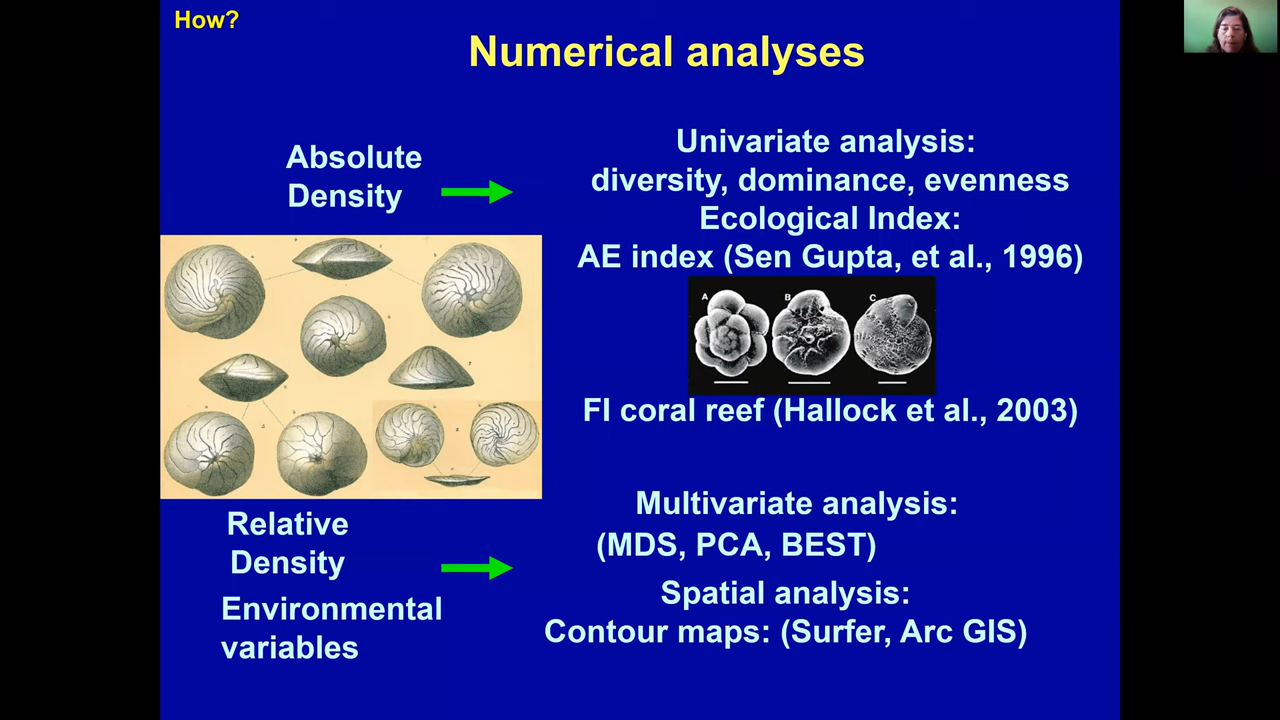 How?
Numerical analyses
Absolute
Density
Univariate analysis:
diversity, dominance, evenness
Ecological Index:
AE index (Sen Gupta, et al., 1996)
A B C
FI coral reef (Hallock et al., 2003)
Relative
Density
Environmental
variables
Multivariate analysis:
(MDS, PCA, BEST)
Spatial analysis:
Contour maps: (Surfer, Arc GIS)